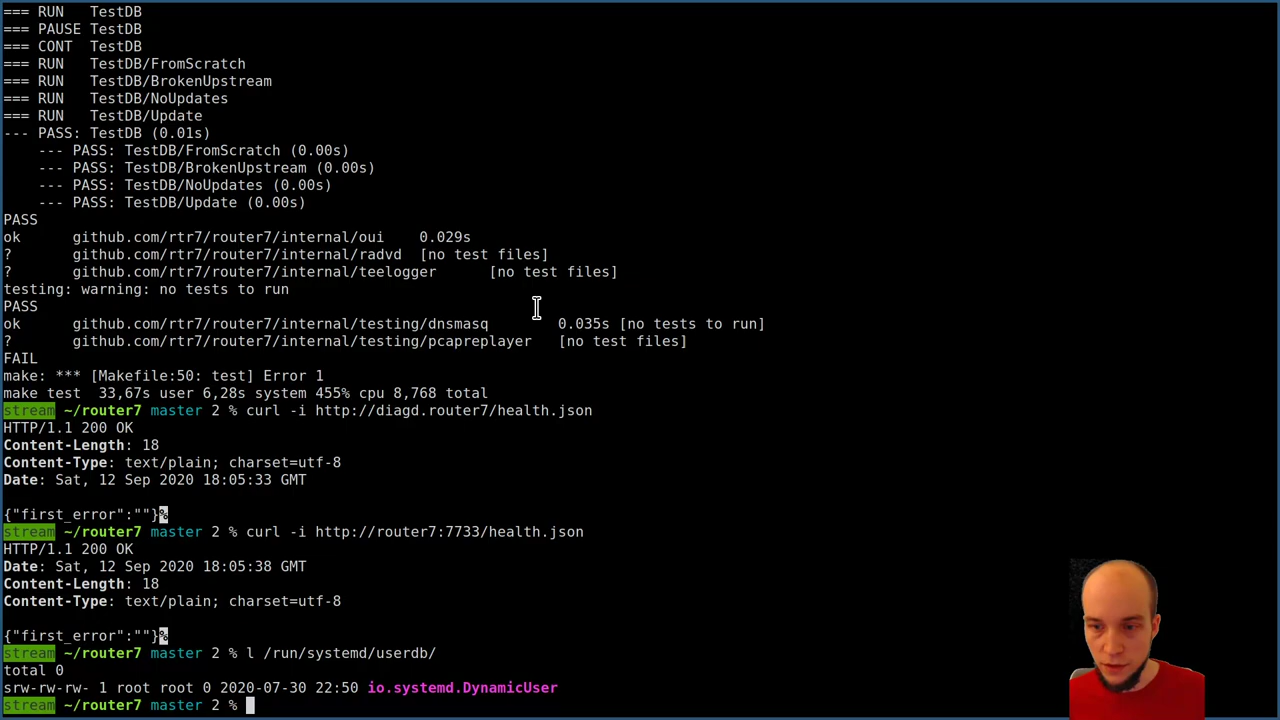 === RUN   TestDB
=== PAUSE TestDB
=== CONT  TestDB
=== RUN   TestDB/FromScratch
=== RUN   TestDB/BrokenUpstream
=== RUN   TestDB/NoUpdates
=== RUN   TestDB/Update
--- PASS: TestDB (0.01s)
    --- PASS: TestDB/FromScratch (0.00s)
    --- PASS: TestDB/BrokenUpstream (0.00s)
    --- PASS: TestDB/NoUpdates (0.00s)
    --- PASS: TestDB/Update (0.00s)
PASS
ok      github.com/rtr7/router7/internal/oui    0.029s
?       github.com/rtr7/router7/internal/radvd  [no test files]
?       github.com/rtr7/router7/internal/teelogger      [no test files]
testing: warning: no tests to run
PASS
ok      github.com/rtr7/router7/internal/testing/dnsmasq        0.035s [no tests to run]
?       github.com/rtr7/router7/internal/testing/pcapreplayer   [no test files]
FAIL
make: *** [Makefile:50: test] Error 1
make test  33,67s user 6,28s system 455% cpu 8,768 total
stream ~/router7 master 2 % curl -i http://diagd.router7/health.json
HTTP/1.1 200 OK
Content-Length: 18
Content-Type: text/plain; charset=utf-8
Date: Sat, 12 Sep 2020 18:05:33 GMT
{"first_error":""}%
stream ~/router7 master 2 % curl -i http://router7:7733/health.json
HTTP/1.1 200 OK
Date: Sat, 12 Sep 2020 18:05:38 GMT
Content-Length: 18
Content-Type: text/plain; charset=utf-8
{"first_error":""}%
stream ~/router7 master 2 % l /run/systemd/userdb/
total 0
srw-rw-rw- 1 root root 0 2020-07-30 22:50 io.systemd.DynamicUser
stream ~/router7 master 2 %